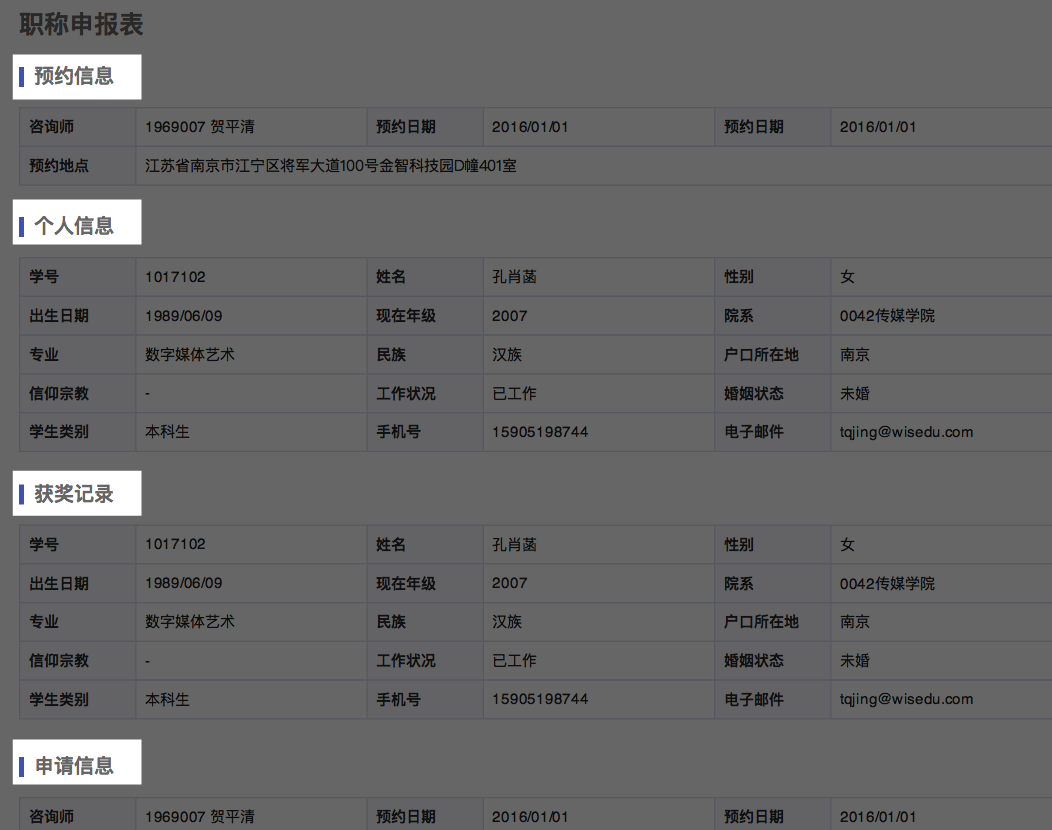 职称申报表
预约信息
咨询师 1969007 贺平清 预约日期 2016/01/01 预约日期 2016/01/01
预约地点 江苏省南京市江宁区将军大道100号金智科技园D幢401室
个人信息
学号 1017102 姓名 孔肖菡 性别 女
出生日期 1989/06/09 现在年级 2007 院系 0042传媒学院
专业 数字媒体艺术 民族 汉族 户口所在地 南京
信仰宗教 - 工作状况 已工作 婚姻状态 未婚
学生类别 本科生 手机号 15905198744 电子邮件 tqjing@wisedu.com
获奖记录
学号 1017102 姓名 孔肖菡 性别 女
出生日期 1989/06/09 现在年级 2007 院系 0042传媒学院
专业 数字媒体艺术 民族 汉族 户口所在地 南京
信仰宗教 - 工作状况 已工作 婚姻状态 未婚
学生类别 本科生 手机号 15905198744 电子邮件 tqjing@wisedu.com
申请信息
咨询师 1969007 贺平清 预约日期 2016/01/01 预约日期 2016/01/01